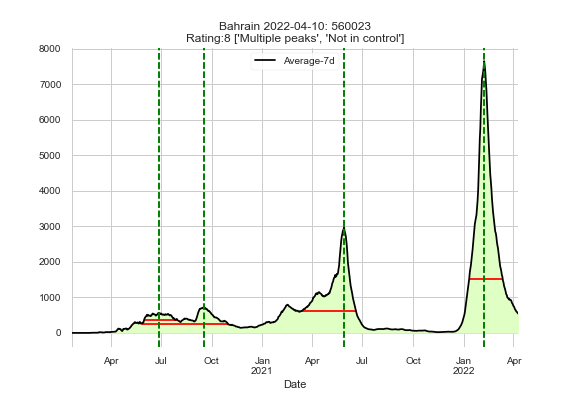 Bahrain 2022-04-10: 560023
Rating:8 ['Multiple peaks', 'Not in control']
Average-7d
8000
7000
6000
5000
4000
3000
2000
1000
0
Apr Jul Oct Jan Apr Jul Oct Jan Apr
2021 2022
Date